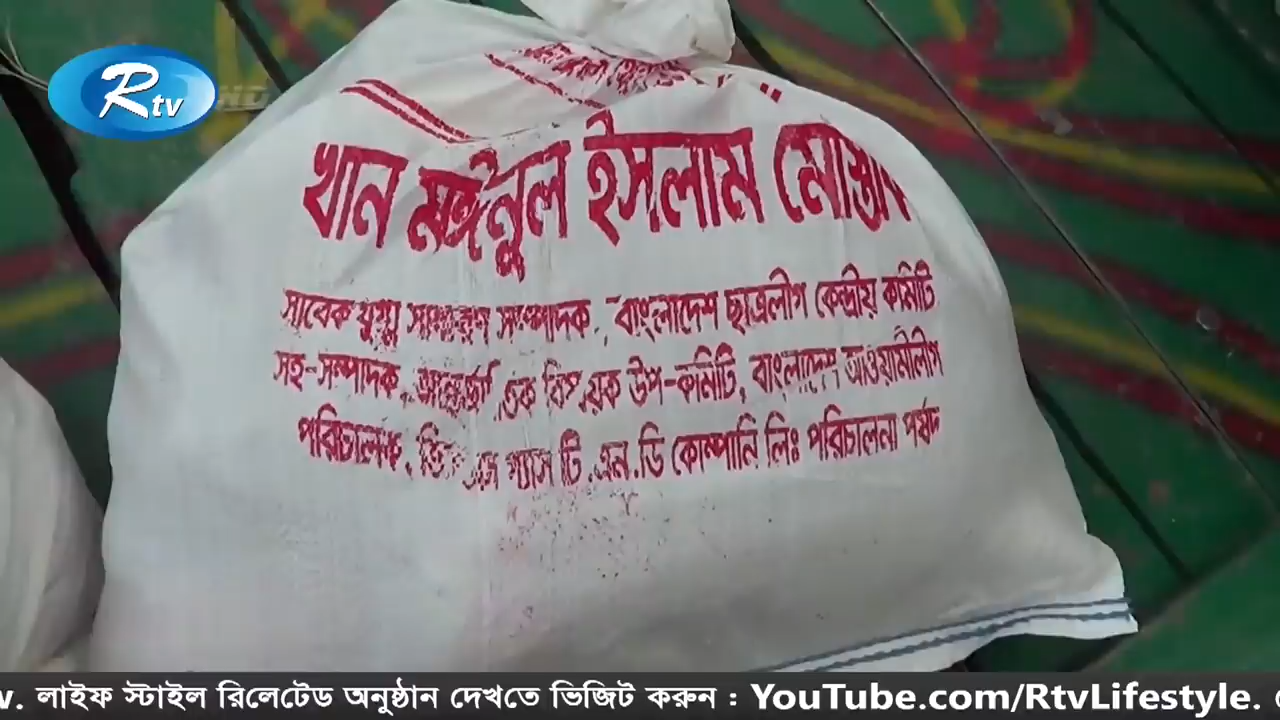 Rtv
খান মঈনুল ইসলাম মোস্তাক
সাবেক যুগ্ম সাধারণ সম্পাদক, বাংলাদেশ ছাত্রলীগ কেন্দ্রীয় কমিটি
সহ-সম্পাদক, আন্তর্জাতিক বিষয়ক উপ-কমিটি, বাংলাদেশ আওয়ামীলীগ
পরিচালক, গ্যাস টি.এন.ডি কোম্পানি লিঃ পরিচালনা পর্ষদ
v. লাইফ স্টাইল রিলেটেড অনুষ্ঠান দেখতে ভিজিট করুন : YouTube.com/RtvLifestyle.